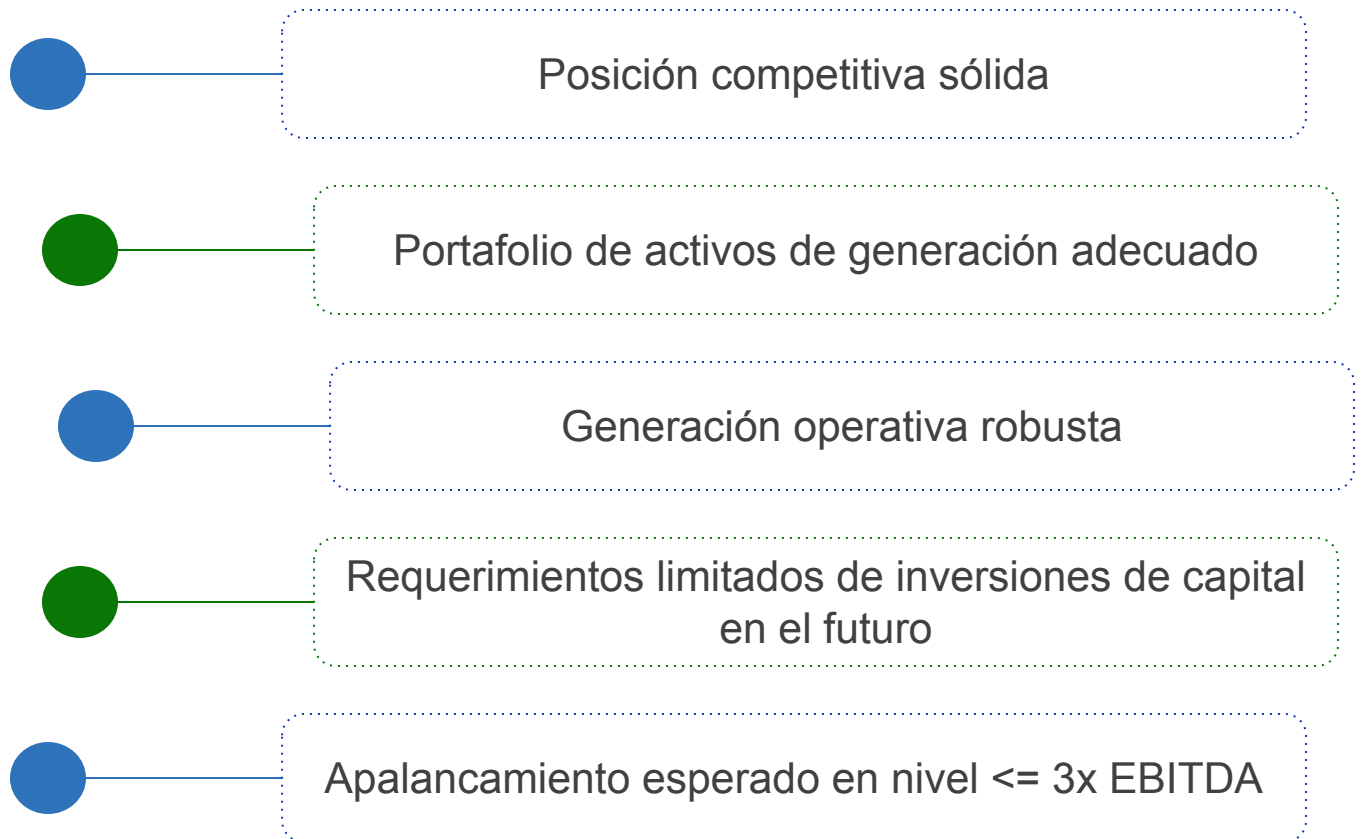 Posición competitiva sólida
Portafolio de activos de generación adecuado
Generación operativa robusta
Requerimientos limitados de inversiones de capital
en el futuro
Apalancamiento esperado en nivel <= 3x EBITDA